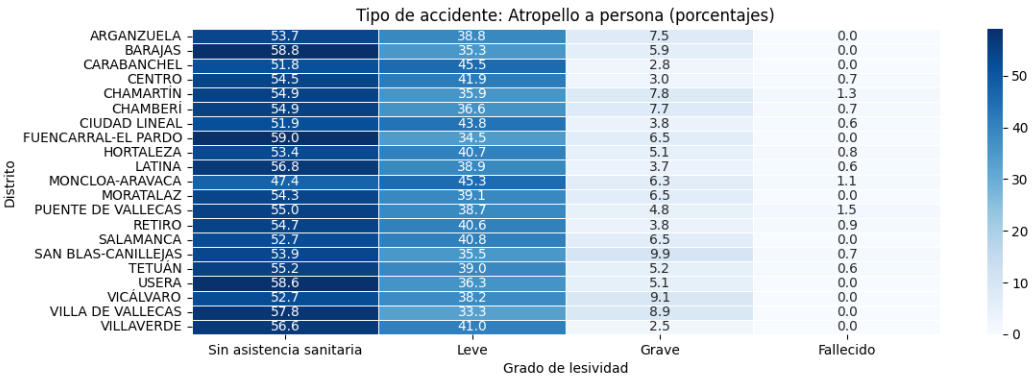 Tipo de accidente: Atropello a persona (porcentajes)
ARGANZUELA 53.7 38.8 7.5 0.0
BARAJAS 58.8 35.3 5.9 0.0
CARABANCHEL 51.8 45.5 2.8 0.0
CENTRO 54.5 41.9 3.0 0.7
CHAMARTÍN 54.9 35.9 7.8 1.3
CHAMBERÍ 54.9 36.6 7.7 0.7
CIUDAD LINEAL 51.9 43.8 3.8 0.6
FUENCARRAL-EL PARDO 59.0 34.5 6.5 0.0
HORTALEZA 53.4 40.7 5.1 0.8
LATINA 56.8 38.9 3.7 0.6
MONCLOA-ARAVACA 47.4 45.3 6.3 1.1
MORATALAZ 54.3 39.1 6.5 0.0
PUENTE DE VALLECAS 55.0 38.7 4.8 1.5
RETIRO 54.7 40.6 3.8 0.9
SALAMANCA 52.7 40.8 6.5 0.0
SAN BLAS-CANILLEJAS 53.9 35.5 9.9 0.7
TETUÁN 55.2 39.0 5.2 0.6
USERA 58.6 36.3 5.1 0.0
VICÁLVARO 52.7 38.2 9.1 0.0
VILLA DE VALLECAS 57.8 33.3 8.9 0.0
VILLAVERDE 56.6 41.0 2.5 0.0
Sin asistencia sanitaria Leve Grave Fallecido
Grado de lesividad
Distrito
50
40
30
20
10
0